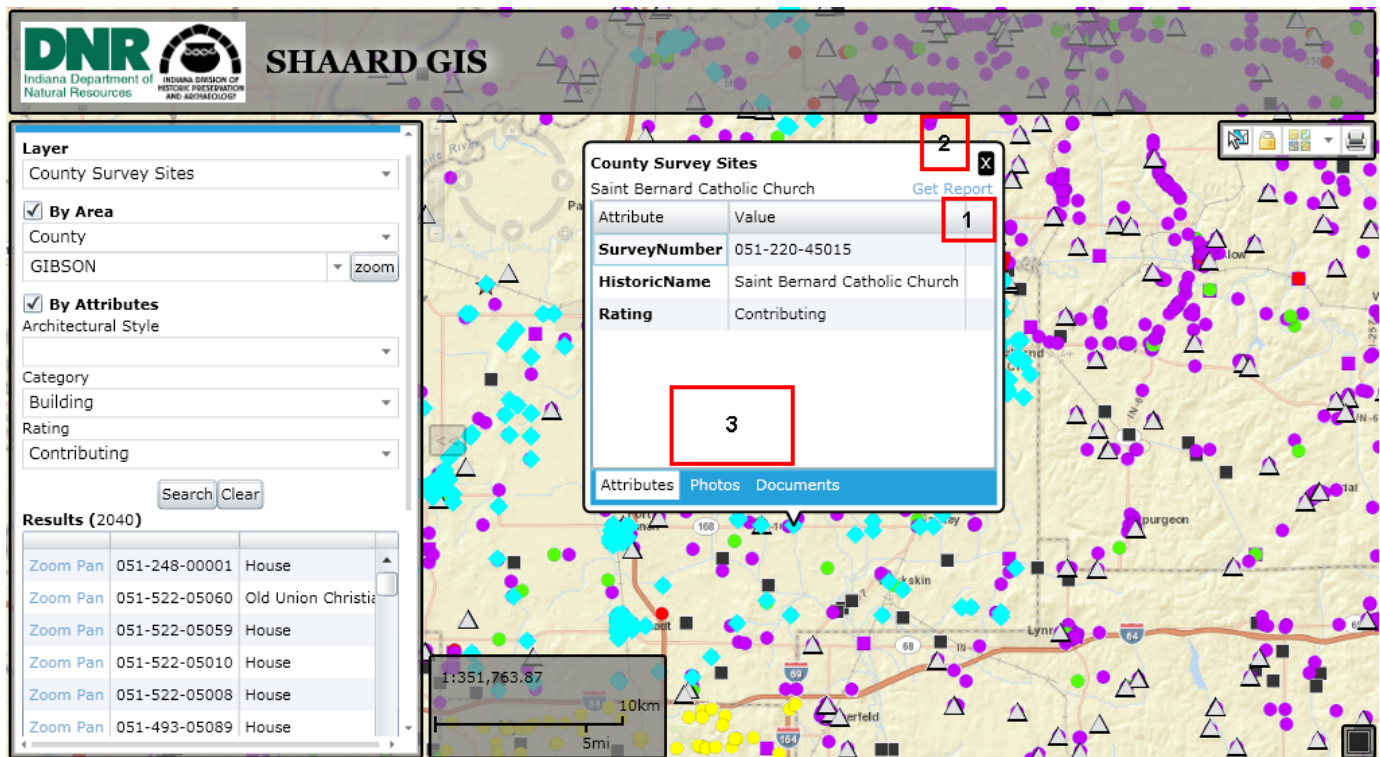 DNR
Indiana Department of
Natural Resources
INDIANA DIVISION OF
HISTORIC PRESERVATION
AND ARCHAEOLOGY
SHAARD GIS
Layer
County Survey Sites
By Area
County
GIBSON
zoom
By Attributes
Architectural Style
Category
Building
Rating
Contributing
Search Clear
Results (2040)
Zoom Pan 051-248-00001 House
Zoom Pan 051-522-05060 Old Union Christia
Zoom Pan 051-522-05059 House
Zoom Pan 051-522-05010 House
Zoom Pan 051-522-05008 House
Zoom Pan 051-493-05089 House
2
County Survey Sites
X
Saint Bernard Catholic Church Get Report
Attribute Value
1
SurveyNumber 051-220-45015
HistoricName Saint Bernard Catholic Church
Rating Contributing
3
Attributes Photos Documents
<<
168
68
IN
64
69
64
164
1:351,763.87
10km
5mi